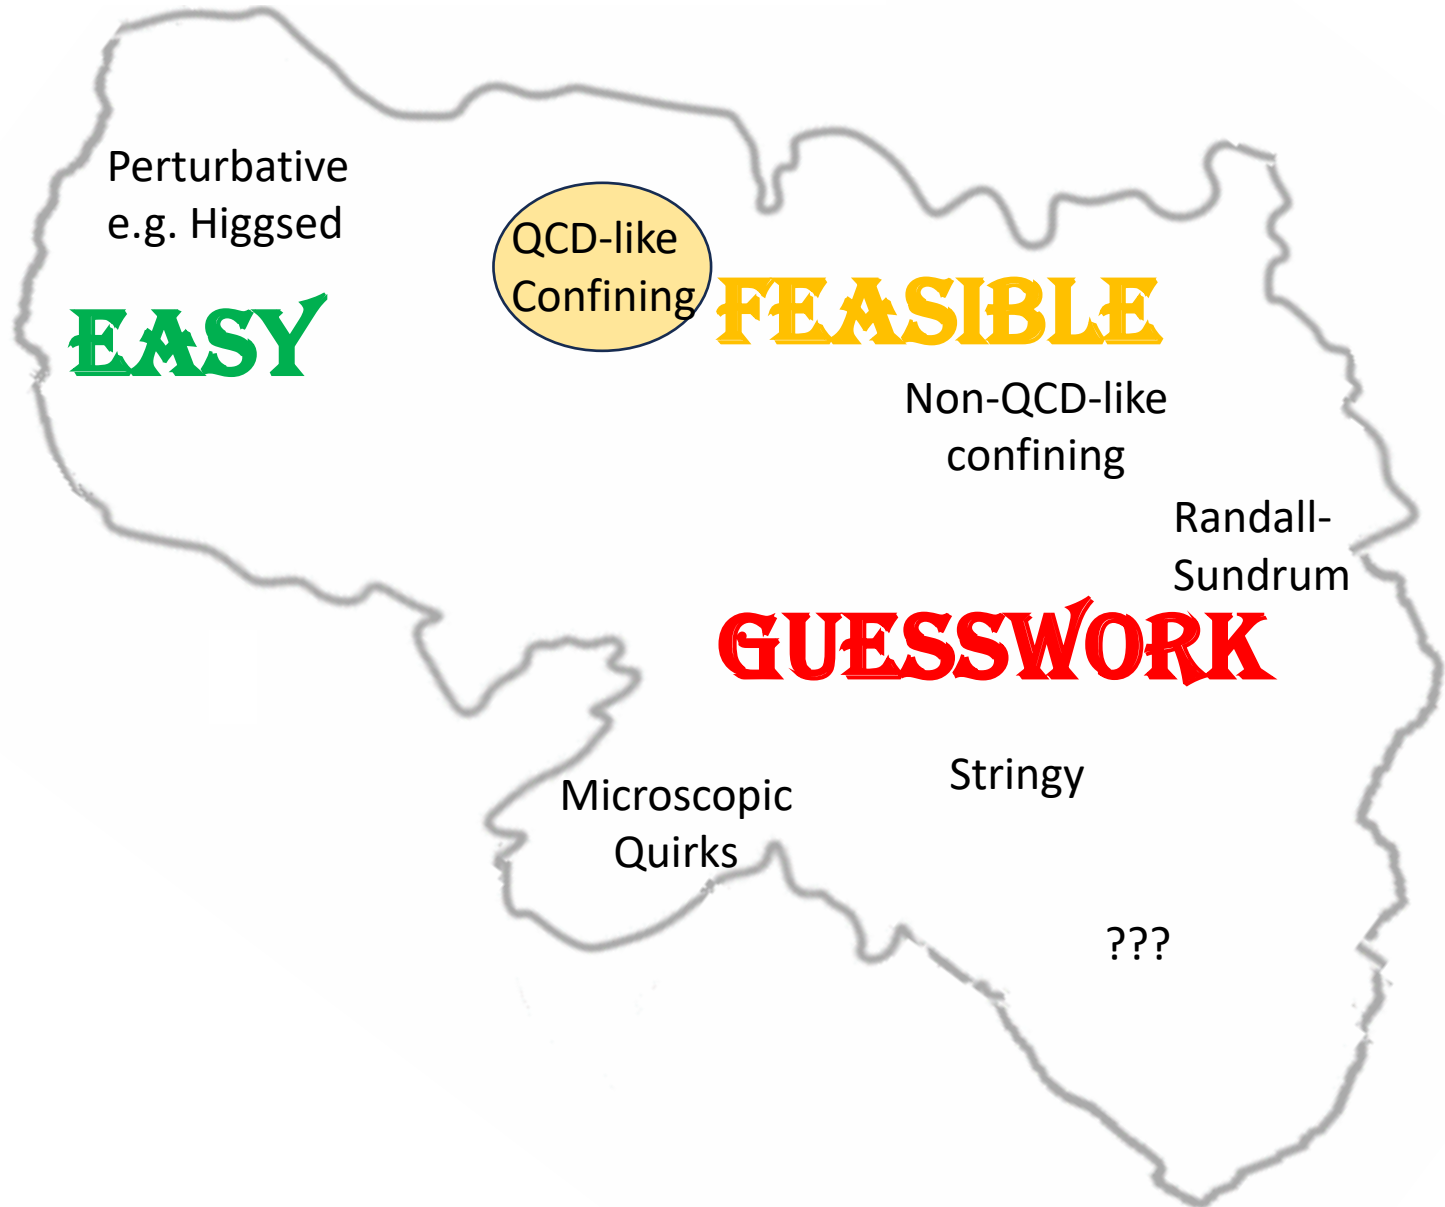 Perturbative
e.g. Higgsed
EASY
QCD-like
Confining
FEASIBLE
Non-QCD-like
confining
Randall-
Sundrum
GUESSWORK
Microscopic
Quirks
Stringy
???